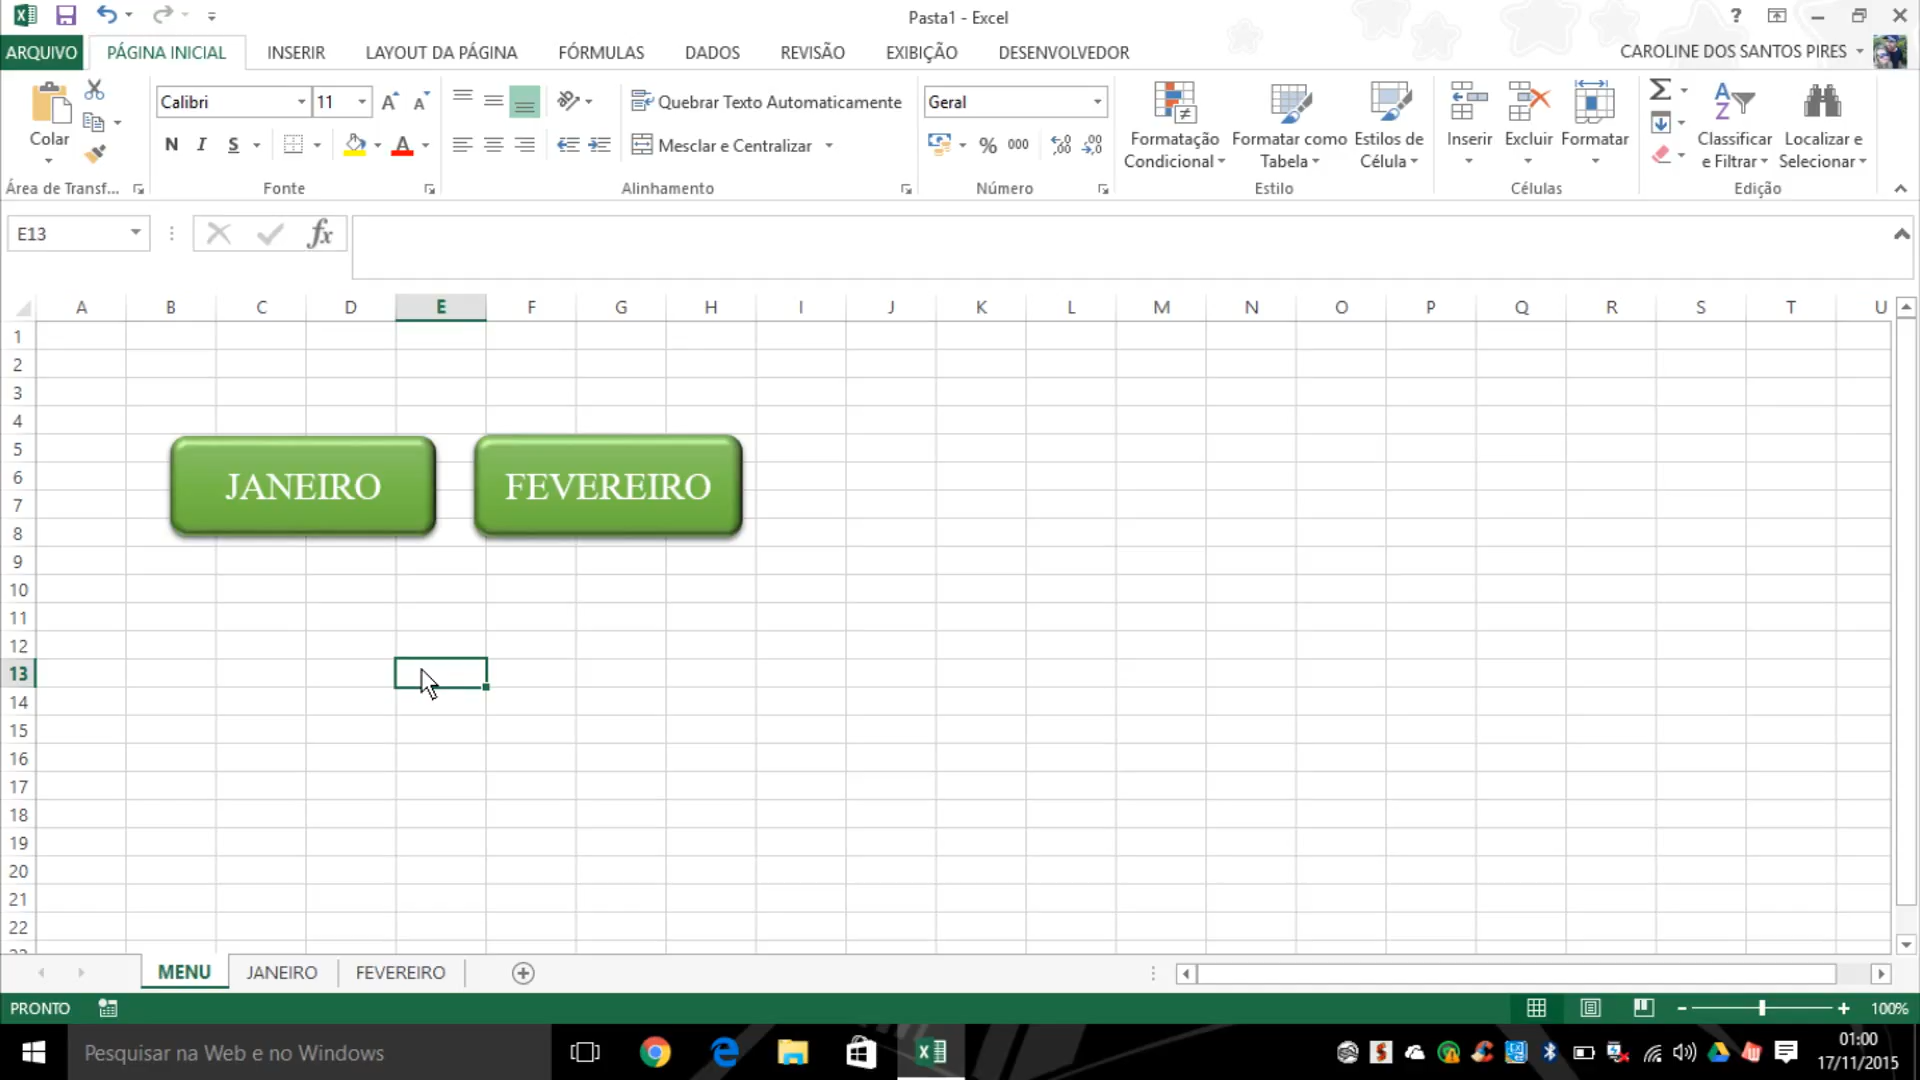 Pasta1 - Excel
?
ARQUIVO PÁGINA INICIAL INSERIR LAYOUT DA PÁGINA FÓRMULAS DADOS REVISÃO EXIBIÇÃO DESENVOLVEDOR CAROLINE DOS SANTOS PIRES
Colar
Calibri 11
Quebrar Texto Automaticamente
Geral
N I S A
Mesclar e Centralizar
% 000
Formatação Condicional
Formatar como Tabela
Estilos de Célula
Inserir
Excluir
Formatar
Classificar e Filtrar
Localizar e Selecionar
Área de Transf... Fonte Alinhamento Número Estilo Células Edição
E13 fx
A B C D E F G H I J K L M N O P Q R S T U
1
2
3
4
5
6
7
8
9
10
11
12
13
14
15
16
17
18
19
20
21
22
JANEIRO FEVEREIRO
MENU JANEIRO FEVEREIRO
PRONTO 100%
Pesquisar na Web e no Windows
01:00
17/11/2015